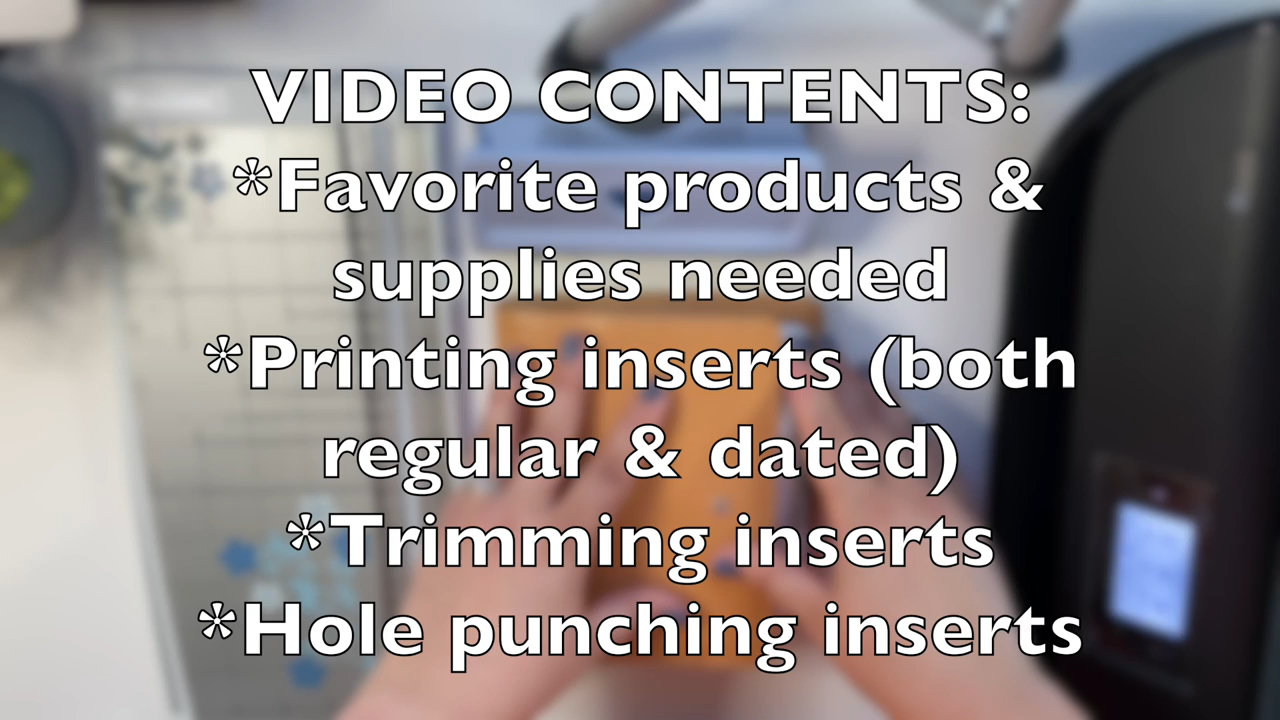 VIDEO CONTENTS:
*Favorite products &
supplies needed
*Printing inserts (both
regular & dated)
*Trimming inserts
*Hole punching inserts